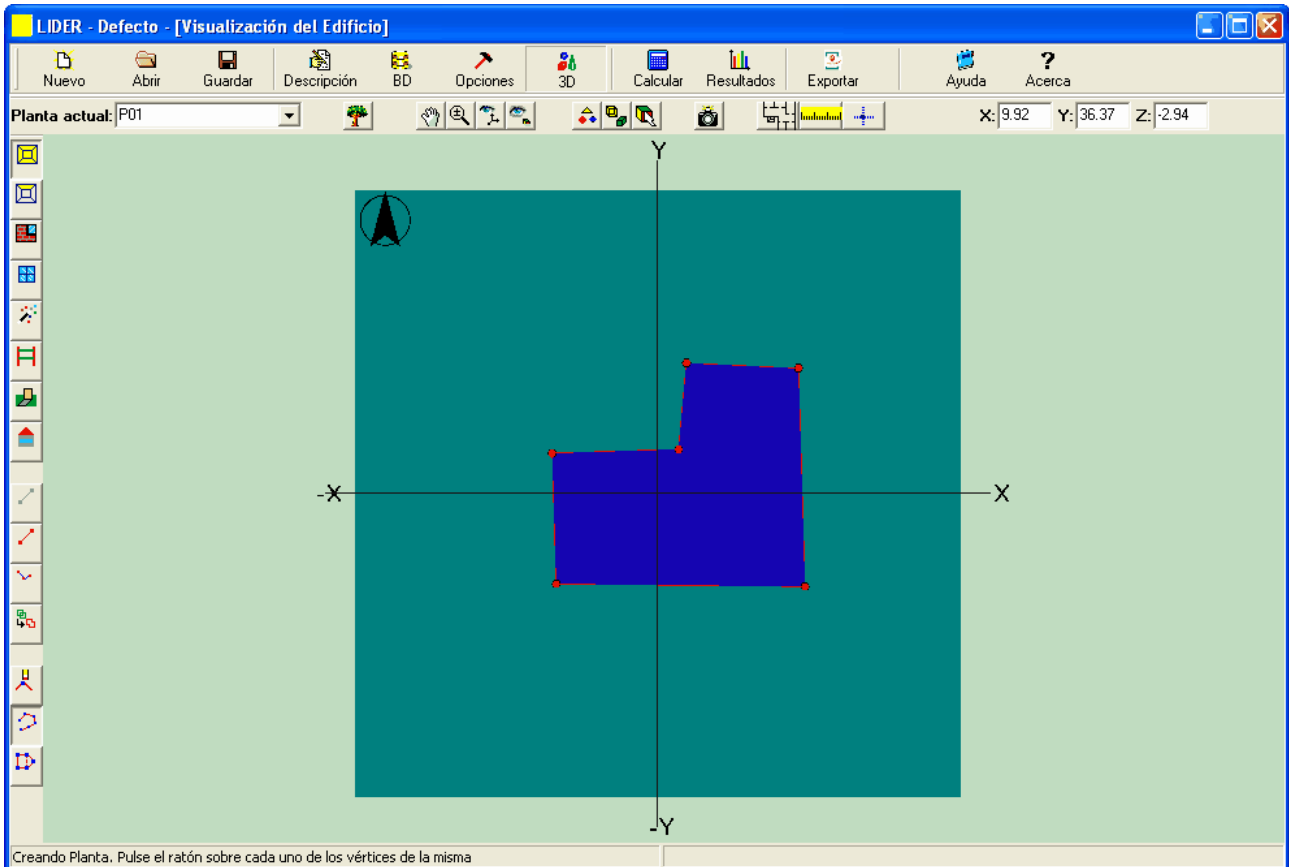 LIDER - Defecto - [Visualización del Edificio]
Nuevo Abrir Guardar Descripción BD Opciones 3D Calcular Resultados Exportar Ayuda Acerca
Planta actual: P01 X: 9.92 Y: 36.37 Z: -2.94
Y
-X X
-Y
Creando Planta. Pulse el ratón sobre cada uno de los vértices de la misma